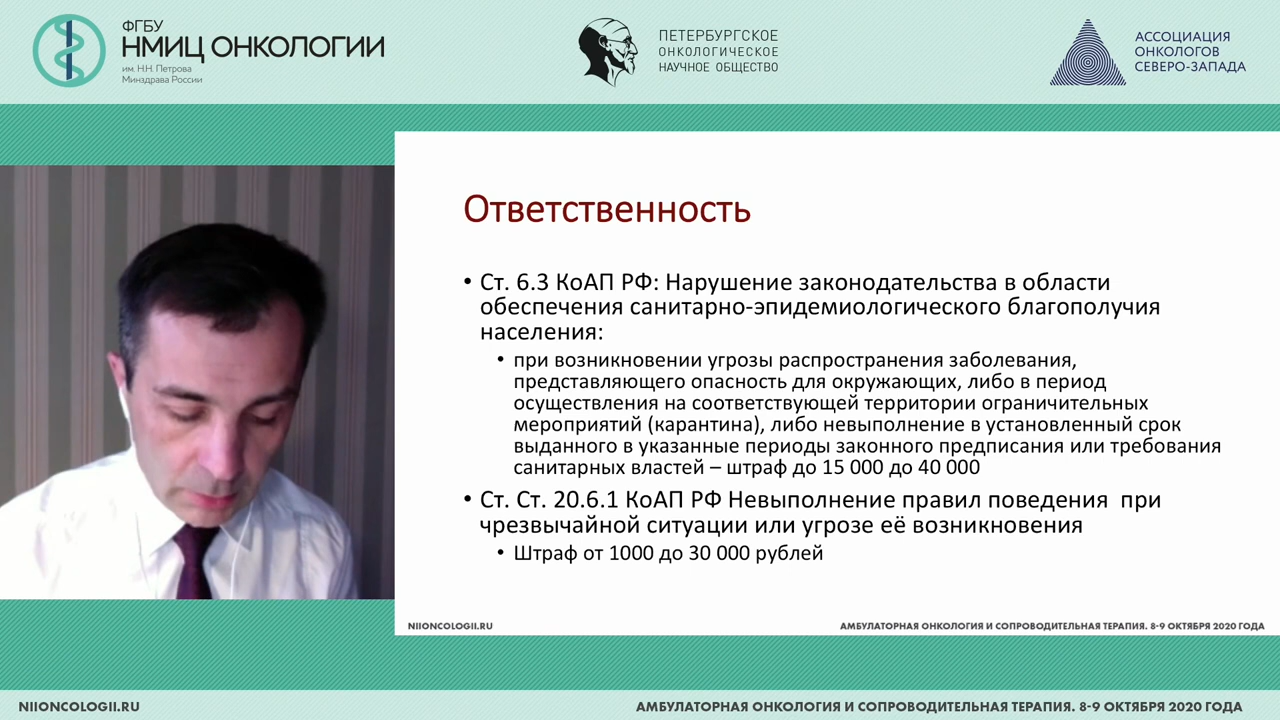 ФГБУ
НМИЦ ОНКОЛОГИИ
им. Н.Н. Петрова
Минздрава России
ПЕТЕРБУРГСКОЕ
ОНКОЛОГИЧЕСКОЕ
НАУЧНОЕ ОБЩЕСТВО
АССОЦИАЦИЯ
ОНКОЛОГОВ
СЕВЕРО-ЗАПАДА
Ответственность
• Ст. 6.3 КоАП РФ: Нарушение законодательства в области
обеспечения санитарно-эпидемиологического благополучия
населения:
• при возникновении угрозы распространения заболевания,
представляющего опасность для окружающих, либо в период
осуществления на соответствующей территории ограничительных
мероприятий (карантина), либо невыполнение в установленный срок
выданного в указанные периоды законного предписания или требования
санитарных властей – штраф до 15 000 до 40 000
• Ст. Ст. 20.6.1 КоАП РФ Невыполнение правил поведения при
чрезвычайной ситуации или угрозе её возникновения
• Штраф от 1000 до 30 000 рублей
NIIONCOLOGII.RU
АМБУЛАТОРНАЯ ОНКОЛОГИЯ И СОПРОВОДИТЕЛЬНАЯ ТЕРАПИЯ. 8-9 ОКТЯБРЯ 2020 ГОДА
NIIONCOLOGII.RU
АМБУЛАТОРНАЯ ОНКОЛОГИЯ И СОПРОВОДИТЕЛЬНАЯ ТЕРАПИЯ. 8-9 ОКТЯБРЯ 2020 ГОДА